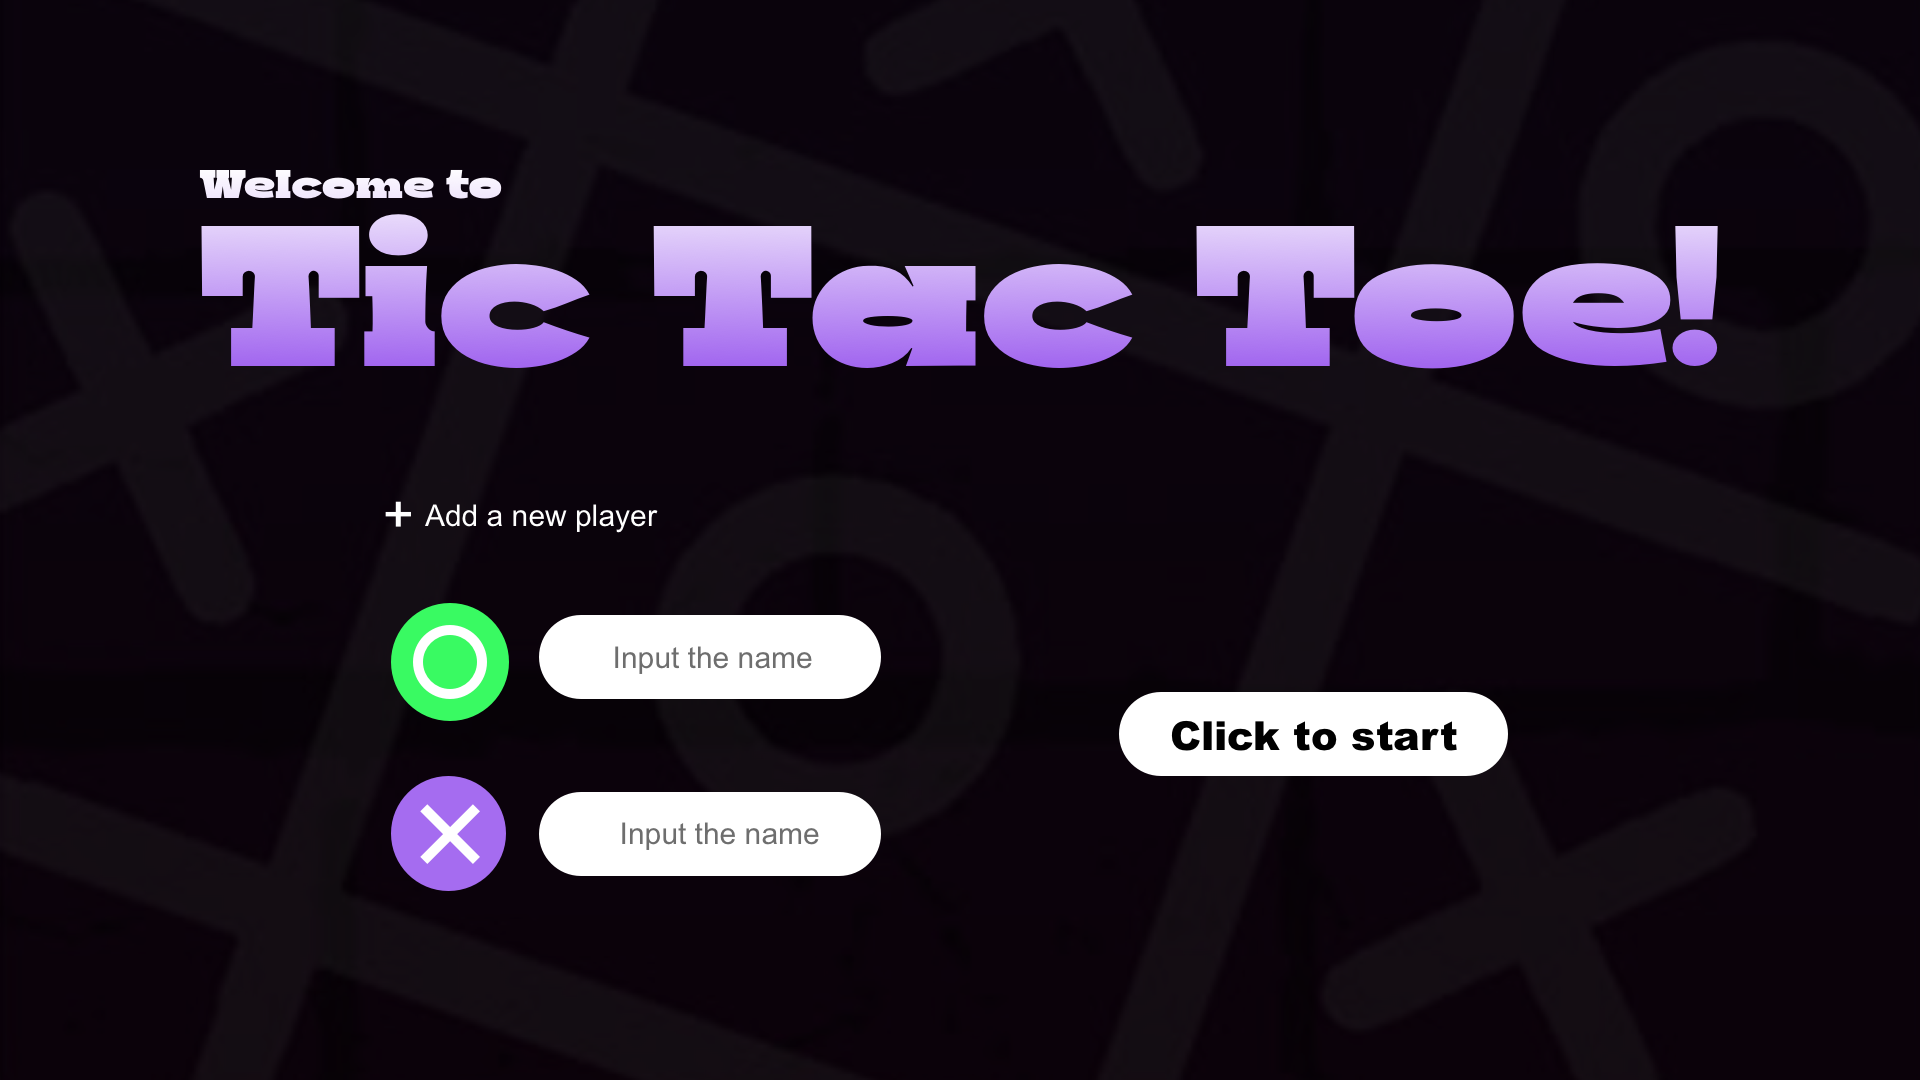 Welcome to
Tic Tac Toe!
+ Add a new player
Input the name
Click to start
Input the name